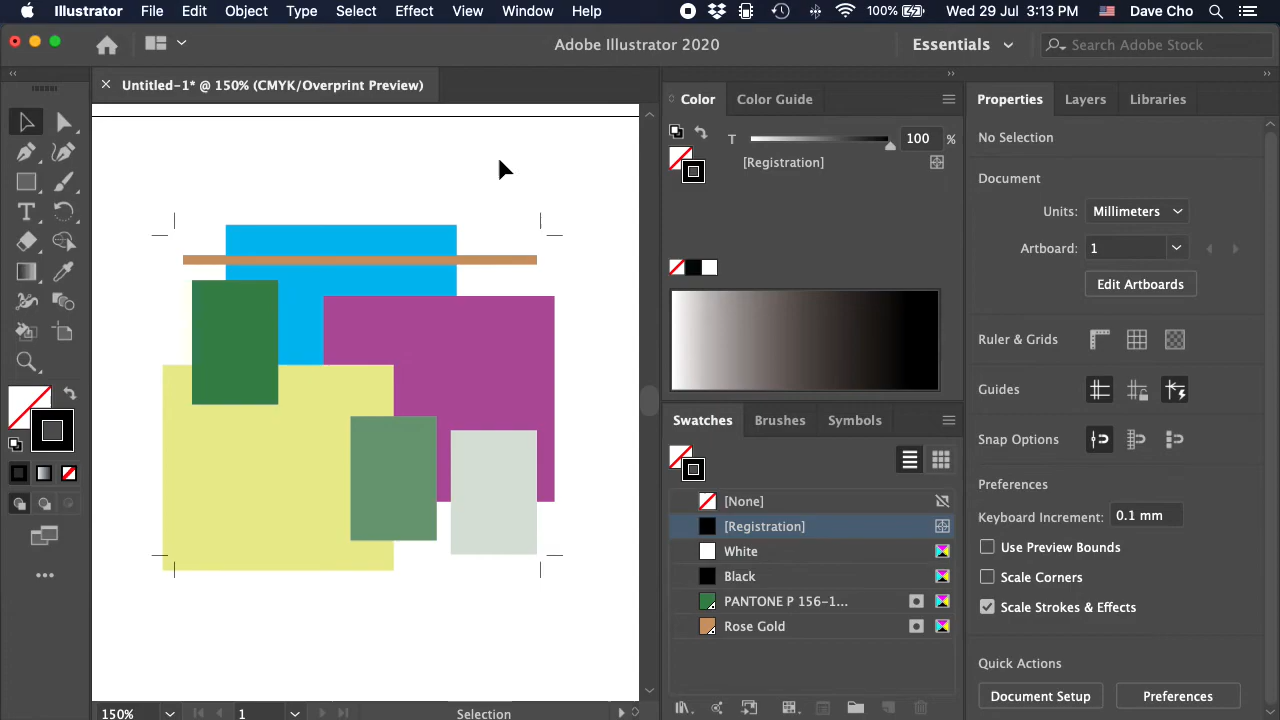 Illustrator File Edit Object Type Select Effect View Window Help 100% Wed 29 Jul 3:13 PM Dave Cho
Adobe Illustrator 2020 Essentials Search Adobe Stock
× Untitled-1* @ 150% (CMYK/Overprint Preview)
Color Color Guide
T 100 %
[Registration]
Swatches Brushes Symbols
[None]
[Registration]
White
Black
PANTONE P 156-1...
Rose Gold
Properties Layers Libraries
No Selection
Document
Units: Millimeters
Artboard: 1
Edit Artboards
Ruler & Grids
Guides
Snap Options
Preferences
Keyboard Increment: 0.1 mm
Use Preview Bounds
Scale Corners
Scale Strokes & Effects
Quick Actions
Document Setup Preferences
150% 1 Selection